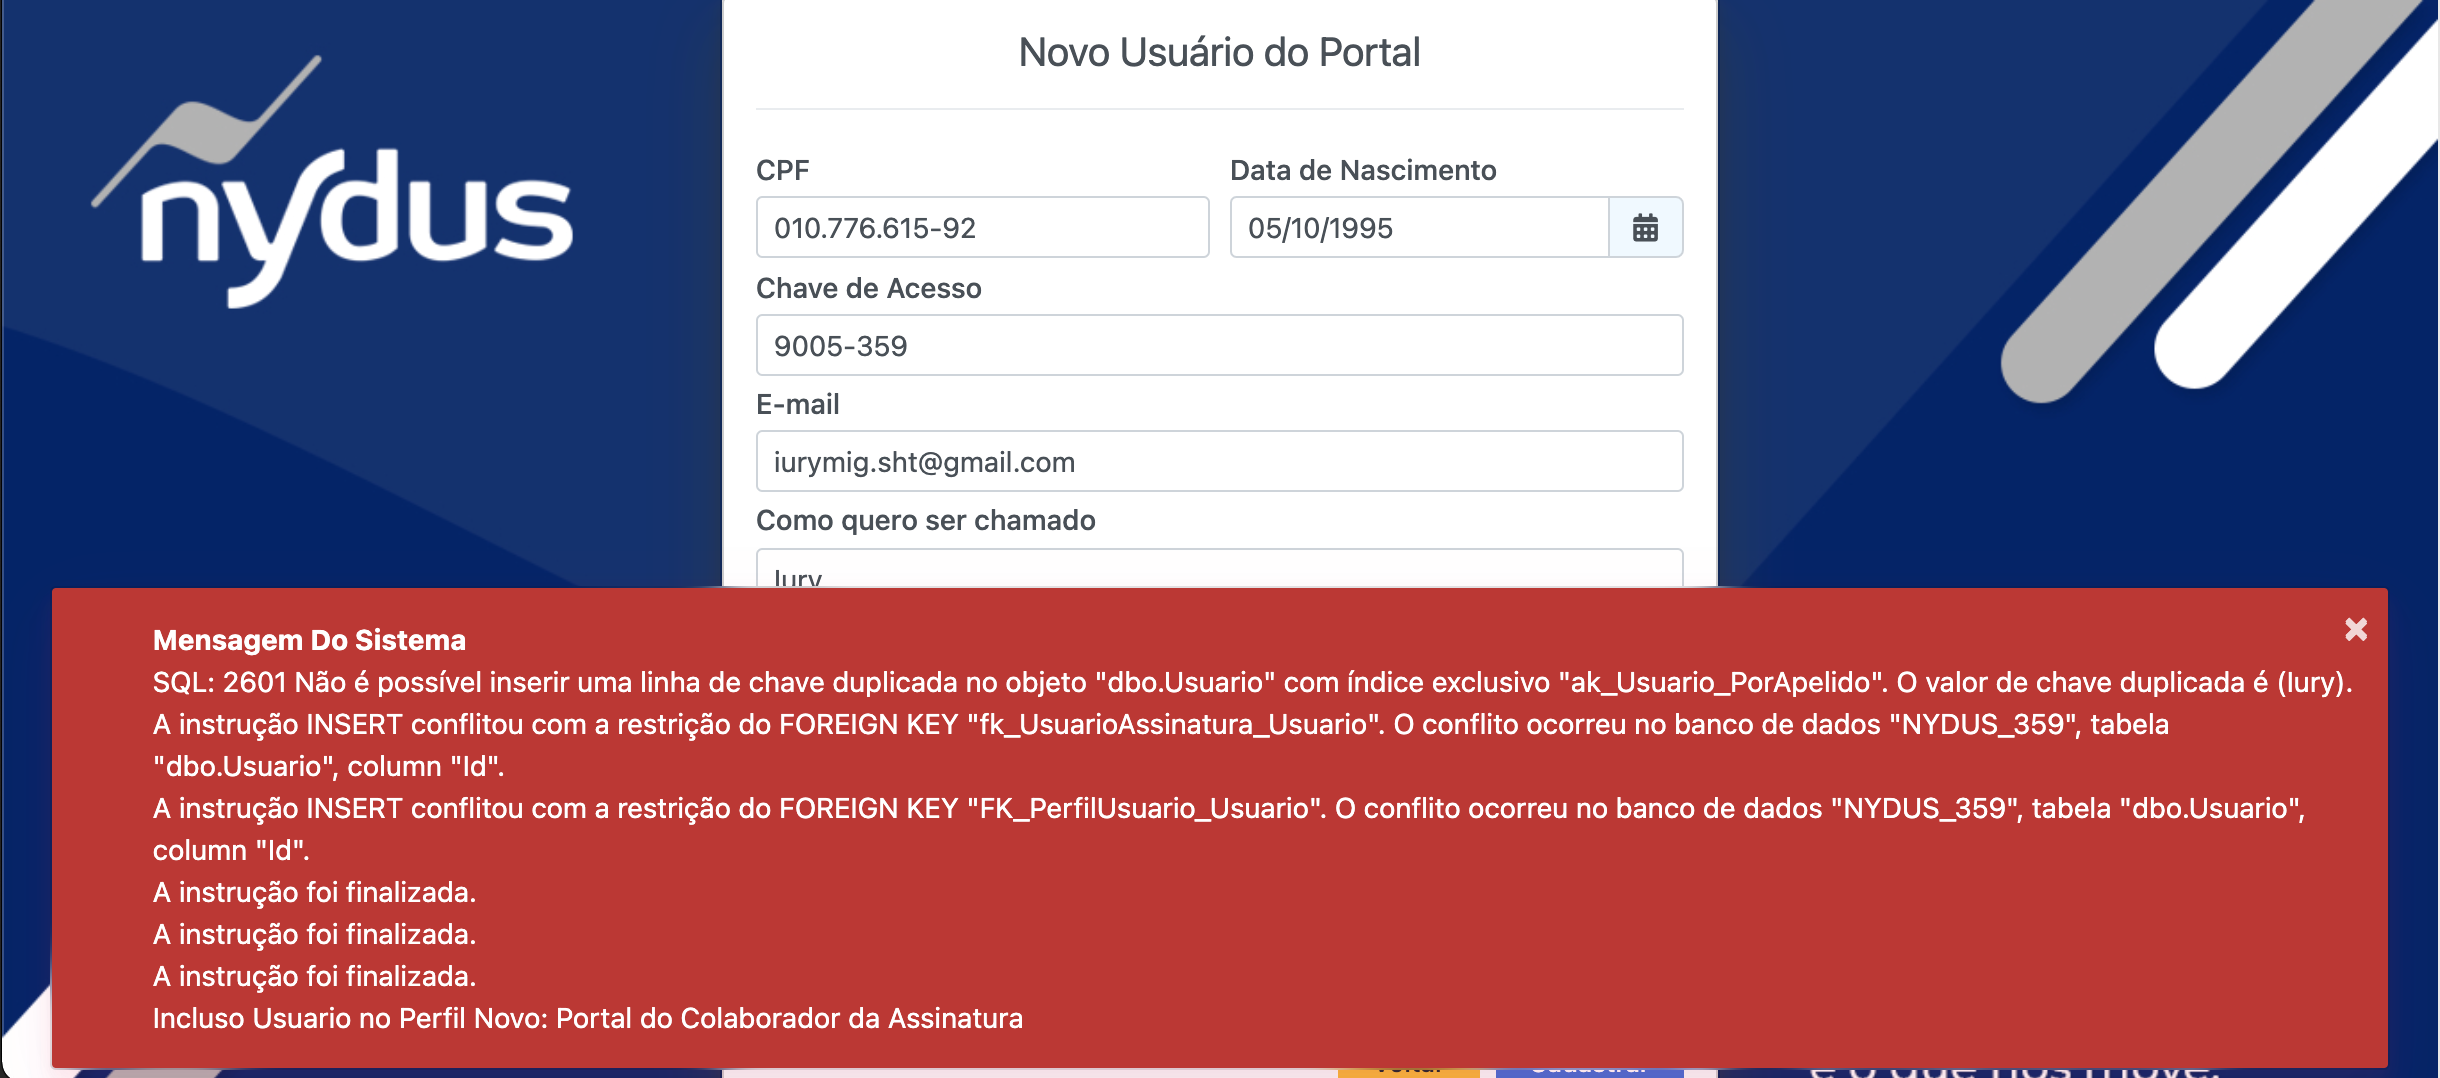 nydus
Novo Usuário do Portal
CPF
Data de Nascimento
010.776.615-92
05/10/1995
Chave de Acesso
9005-359
E-mail
iurymig.sht@gmail.com
Como quero ser chamado
Iury
Mensagem Do Sistema
SQL: 2601 Não é possível inserir uma linha de chave duplicada no objeto "dbo.Usuario" com índice exclusivo "ak_Usuario_PorApelido". O valor de chave duplicada é (Iury).
A instrução INSERT conflitou com a restrição do FOREIGN KEY "fk_UsuarioAssinatura_Usuario". O conflito ocorreu no banco de dados "NYDUS_359", tabela
"dbo.Usuario", column "Id".
A instrução INSERT conflitou com a restrição do FOREIGN KEY "FK_PerfilUsuario_Usuario". O conflito ocorreu no banco de dados "NYDUS_359", tabela "dbo.Usuario",
column "Id".
A instrução foi finalizada.
A instrução foi finalizada.
A instrução foi finalizada.
Incluso Usuario no Perfil Novo: Portal do Colaborador da Assinatura